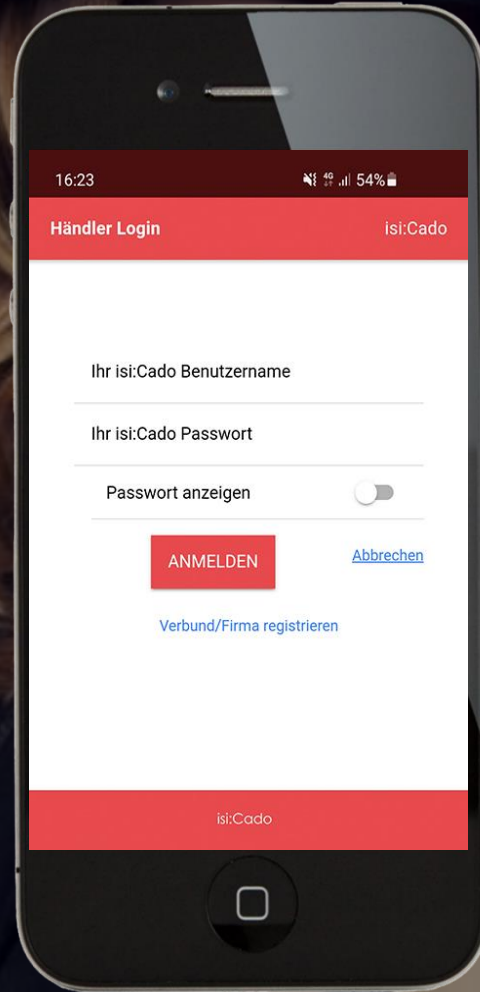 16:23 4G 54%
Händler Login isi:Cado
Ihr isi:Cado Benutzername
Ihr isi:Cado Passwort
Passwort anzeigen
ANMELDEN Abbrechen
Verbund/Firma registrieren
isi:Cado